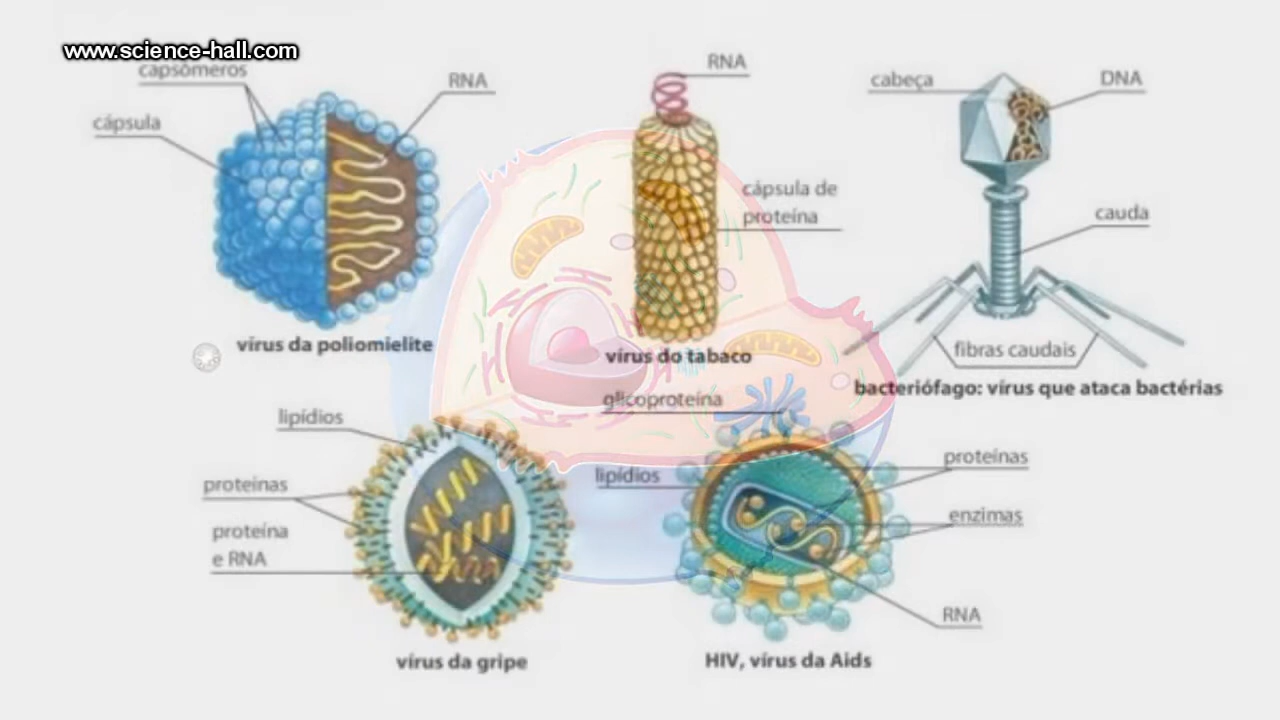 www.science-hall.com
capsômeros
RNA
cápsula
vírus da poliomielite
RNA
cápsula de
proteína
vírus do tabaco
cabeça
DNA
cauda
fibras caudais
bacteriófago: vírus que ataca bactérias
lipídios
proteínas
proteína
e RNA
vírus da gripe
glicoproteína
lipídios
proteínas
enzimas
RNA
HIV, vírus da Aids